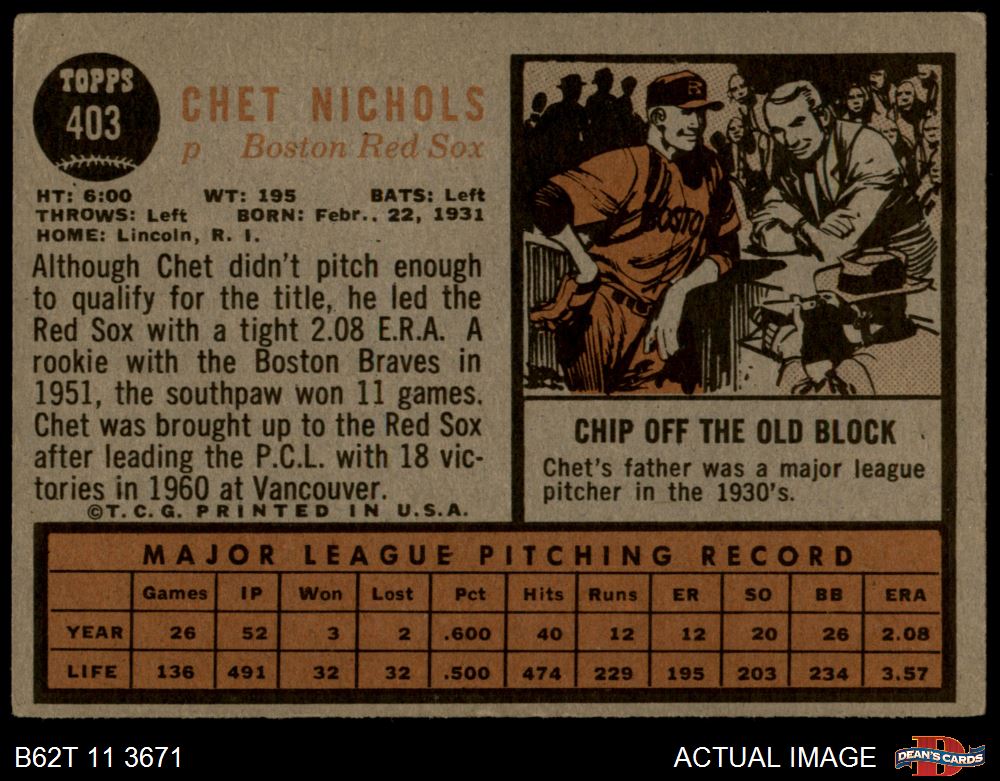 TOPPS
403
CHET NICHOLS
p Boston Red Sox
HT: 6:00 WT: 195 BATS: Left
THROWS: Left BORN: Febr.. 22, 1931
HOME: Lincoln, R. I.
Although Chet didn't pitch enough
to qualify for the title, he led the
Red Sox with a tight 2.08 E.R.A. A
rookie with the Boston Braves in
1951, the southpaw won 11 games.
Chet was brought up to the Red Sox
after leading the P.C.L. with 18 vic-
tories in 1960 at Vancouver.
©T.C.G. PRINTED IN U.S.A.
B
BOSTO
CHIP OFF THE OLD BLOCK
Chet's father was a major league
pitcher in the 1930's.
MAJOR LEAGUE PITCHING RECORD
Games IP Won Lost Pct Hits Runs ER SO BB ERA
YEAR 26 52 3 2 .600 40 12 12 20 26 2.08
LIFE 136 491 32 32 .500 474 229 195 203 234 3.57
B62T 11 3671
ACTUAL IMAGE
D
DEAN'S CARDS